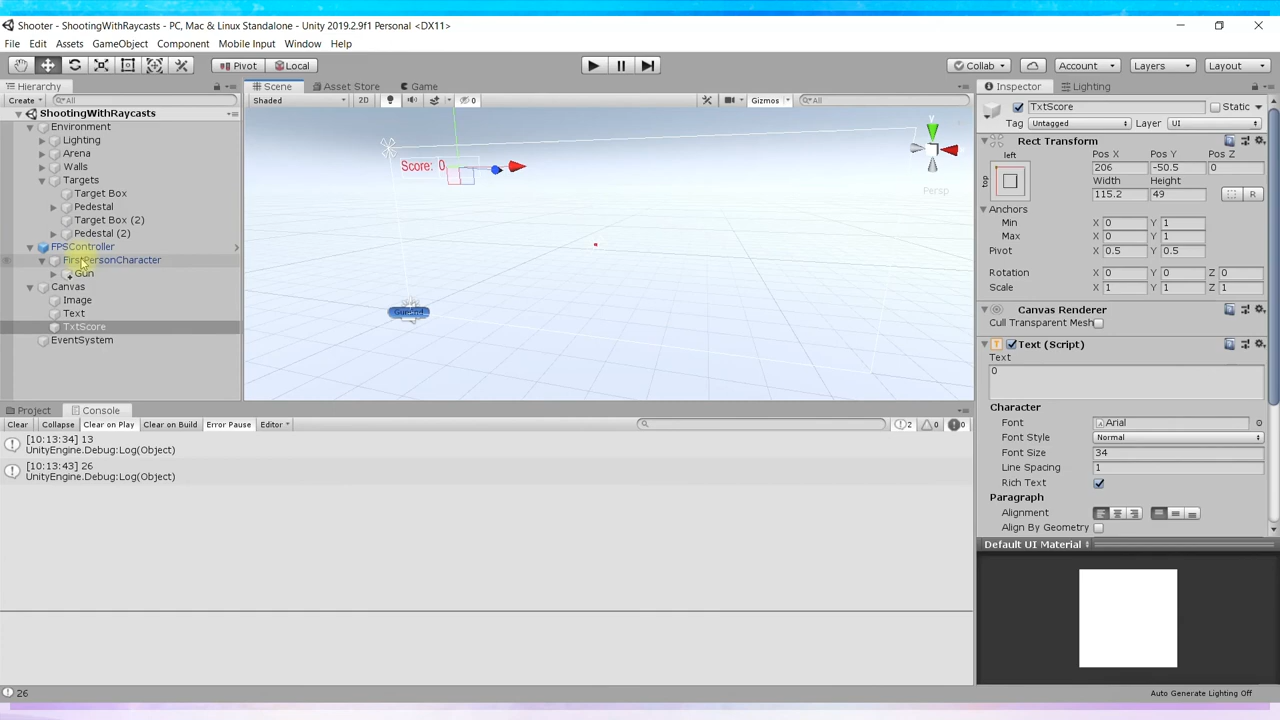 Shooter - ShootingWithRaycasts - PC, Mac & Linux Standalone - Unity 2019.2.9f1 Personal <DX11>
File Edit Assets GameObject Component Mobile Input Window Help
Pivot Local Collab Account Layers Layout
Hierarchy
Create All
ShootingWithRaycasts
Environment
Lighting
Arena
Walls
Targets
Target Box
Pedestal
Target Box (2)
Pedestal (2)
FPSController
FirstPersonCharacter
Gun
Canvas
Image
Text
TxtScore
EventSystem
Scene Asset Store Game
Shaded 2D 0 Gizmos All
Score: 0
y
Persp
Inspector Lighting
TxtScore Static
Tag Untagged Layer UI
Rect Transform
left Pos X Pos Y Pos Z
top 206 -50.5 0
Width Height
115.2 49 R
Anchors
Min X 0 Y 1
Max X 0 Y 1
Pivot X 0.5 Y 0.5
Rotation X 0 Y 0 Z 0
Scale X 1 Y 1 Z 1
Canvas Renderer
Cull Transparent Mesh
Text (Script)
Text
0
Character
Font Arial
Font Style Normal
Font Size 34
Line Spacing 1
Rich Text
Paragraph
Alignment
Align By Geometry
Default UI Material
Project Console
Clear Collapse Clear on Play Clear on Build Error Pause Editor 2 0 0
[10:13:34] 13
UnityEngine.Debug:Log(Object)
[10:13:43] 26
UnityEngine.Debug:Log(Object)
26
Auto Generate Lighting Off